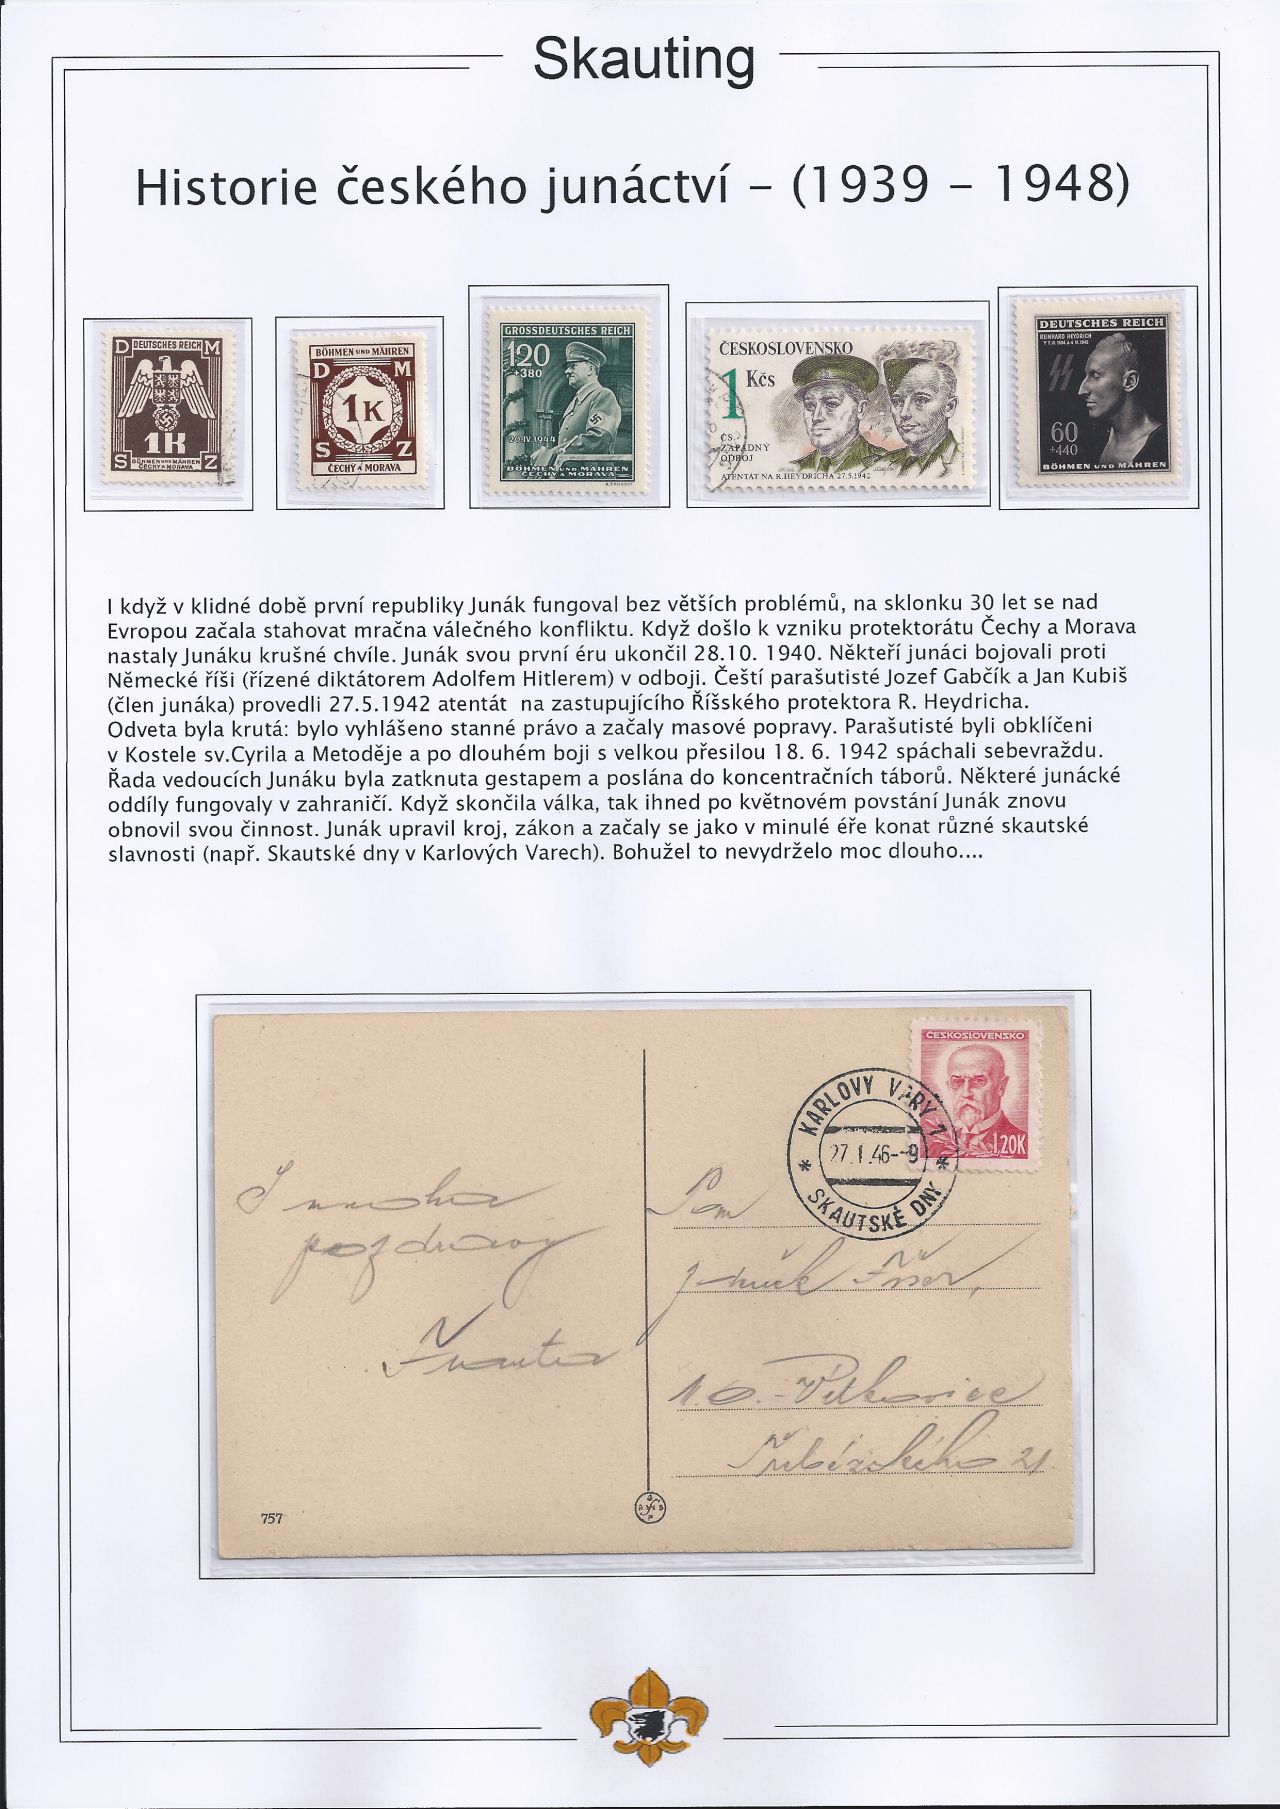 Skauting
Historie českého junáctví – (1939 – 1948)
D DEUTSCHES REICH M
1K
S BÖHMEN UND MÄHREN Z
ČECHY A MORAVA
BÖHMEN UND MÄHREN
D M
1K
S Z
ČECHY A MORAVA
GROSSDEUTSCHES REICH
120
+380
20.IV.1944
BÖHMEN UND MÄHREN
ČECHY A MORAVA
ČESKOSLOVENSKO
1 Kčs
ČS.
ZÁPADNÝ
ODBOJ
ATENTÁT NA R.HEYDRICHA 27.5.1942
DEUTSCHES REICH
REINHARD HEYDRICH
60
+440
BÖHMEN UND MÄHREN
I když v klidné době první republiky Junák fungoval bez větších problémů, na sklonku 30 let se nad
Evropou začala stahovat mračna válečného konfliktu. Když došlo k vzniku protektorátu Čechy a Morava
nastaly Junáku krušné chvíle. Junák svou první éru ukončil 28.10. 1940. Někteří junáci bojovali proti
Německé říši (řízené diktátorem Adolfem Hitlerem) v odboji. Čeští parašutisté Jozef Gabčík a Jan Kubiš
(člen junáka) provedli 27.5.1942 atentát  na zastupujícího Říšského protektora R. Heydricha.
Odveta byla krutá: bylo vyhlášeno stanné právo a začaly masové popravy. Parašutisté byli obklíčeni
v Kostele sv.Cyrila a Metoděje a po dlouhém boji s velkou přesilou 18. 6. 1942 spáchali sebevraždu.
Řada vedoucích Junáku byla zatknuta gestapem a poslána do koncentračních táborů. Některé junácké
oddíly fungovaly v zahraničí. Když skončila válka, tak ihned po květnovém povstání Junák znovu
obnovil svou činnost. Junák upravil kroj, zákon a začaly se jako v minulé éře konat různé skautské
slavnosti (např. Skautské dny v Karlových Varech). Bohužel to nevydrželo moc dlouho....
ČESKOSLOVENSKO
1,20K
KARLOVY VARY 1
27.I.46--9
* SKAUTSKÉ DNY *
pozdravy
Pan
Vítkovice
21
757